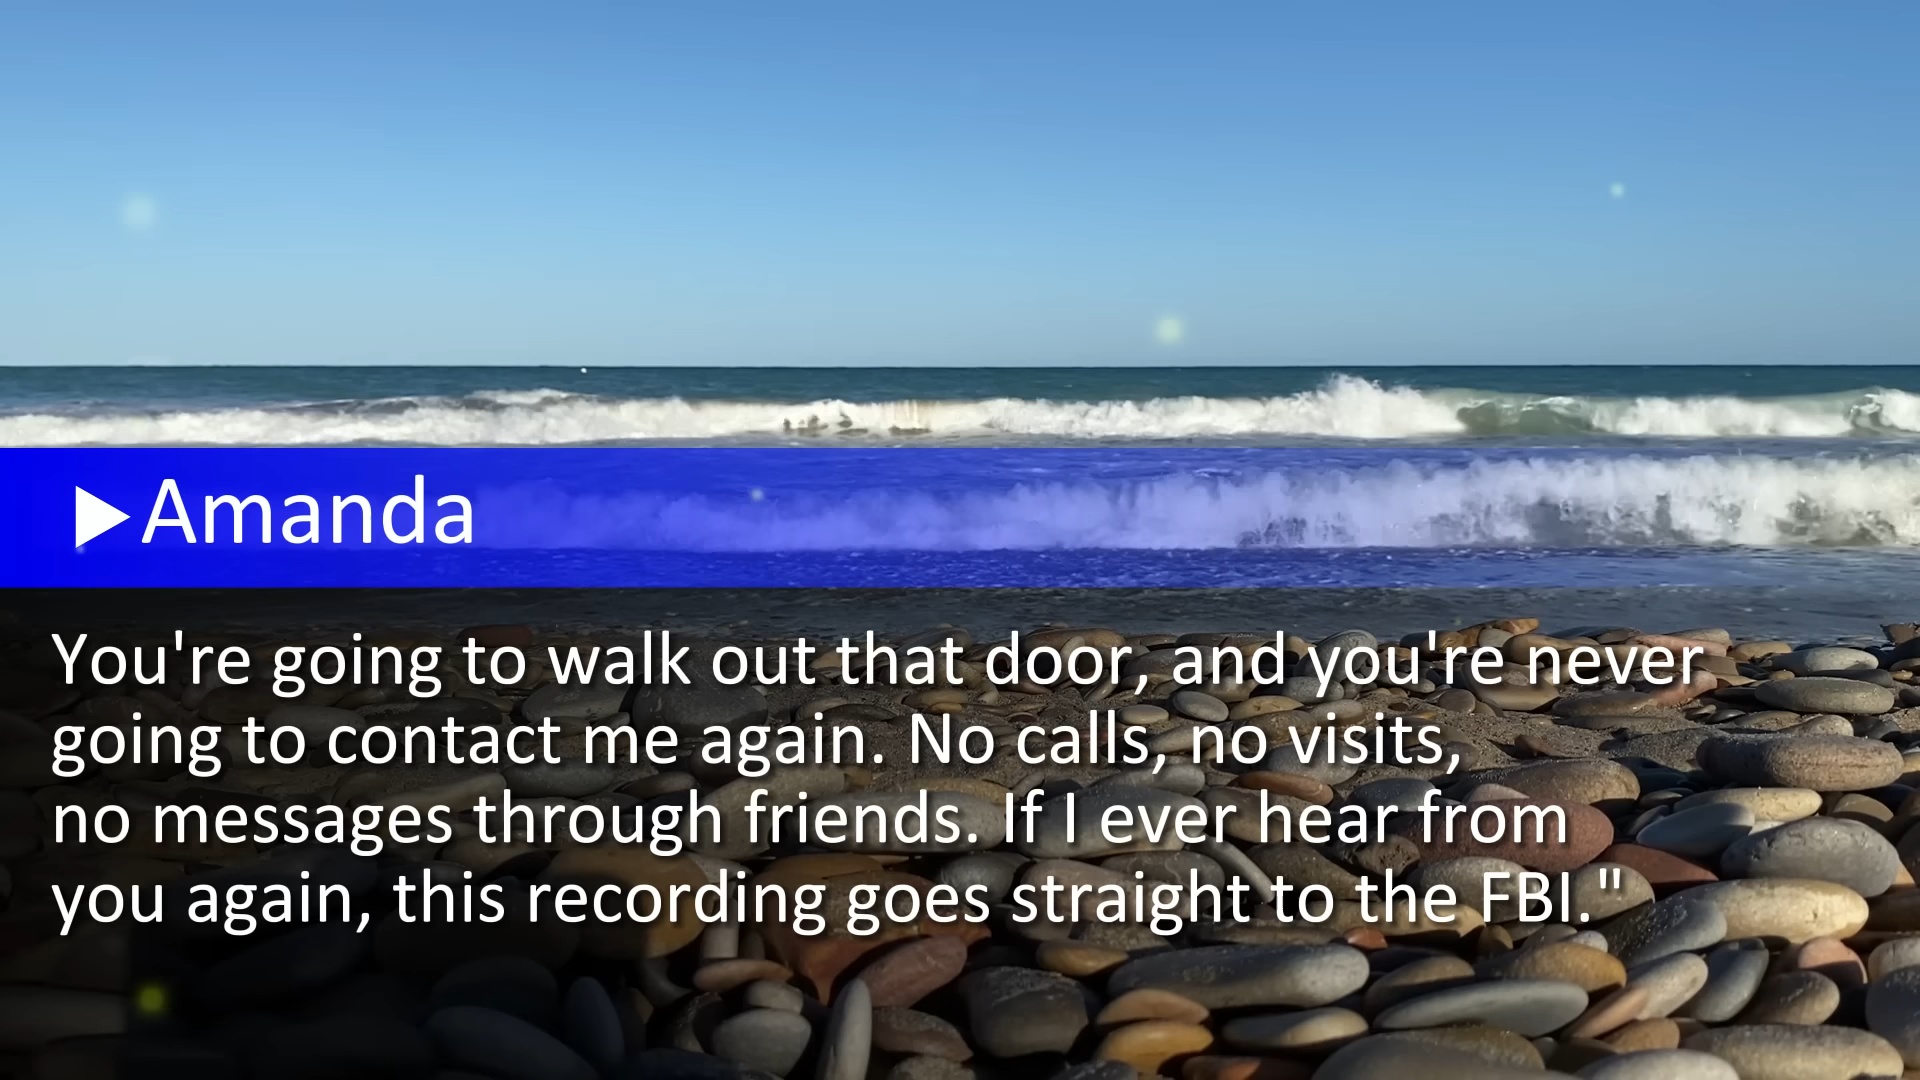 Amanda
You're going to walk out that door, and you're never
going to contact me again. No calls, no visits,
no messages through friends. If I ever hear from
you again, this recording goes straight to the FBI."